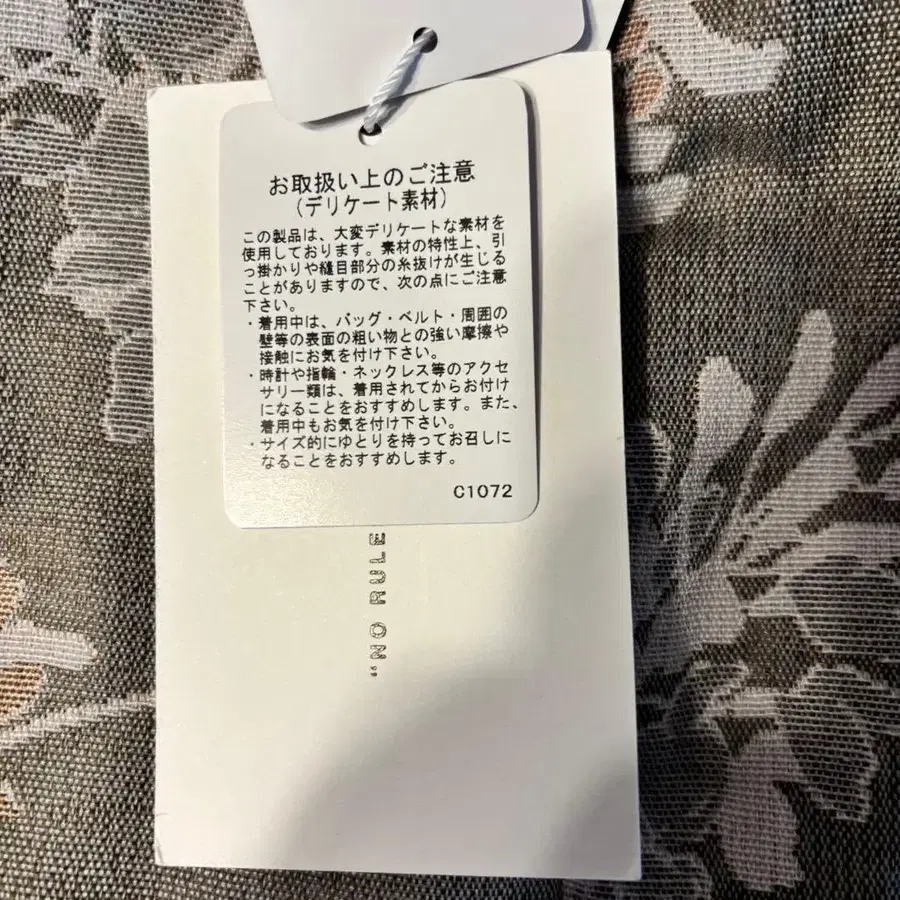 お取扱い上のご注意
(デリケート素材)
この製品は、大変デリケートな素材を
使用しております。素材の特性上、引
っ掛かりや縫目部分の糸抜けが生じる
ことがありますので、次の点にご注意
下さい。
・着用中は、バッグ・ベルト・周囲の
壁等の表面の粗い物との強い摩擦や
接触にお気を付け下さい。
・時計や指輪・ネックレス等のアクセ
サリー類は、着用されてからお付け
になることをおすすめします。また、
着用中もお気を付け下さい。
・サイズ的にゆとりを持ってお召しに
なることをおすすめします。
C1072
"NO RULE